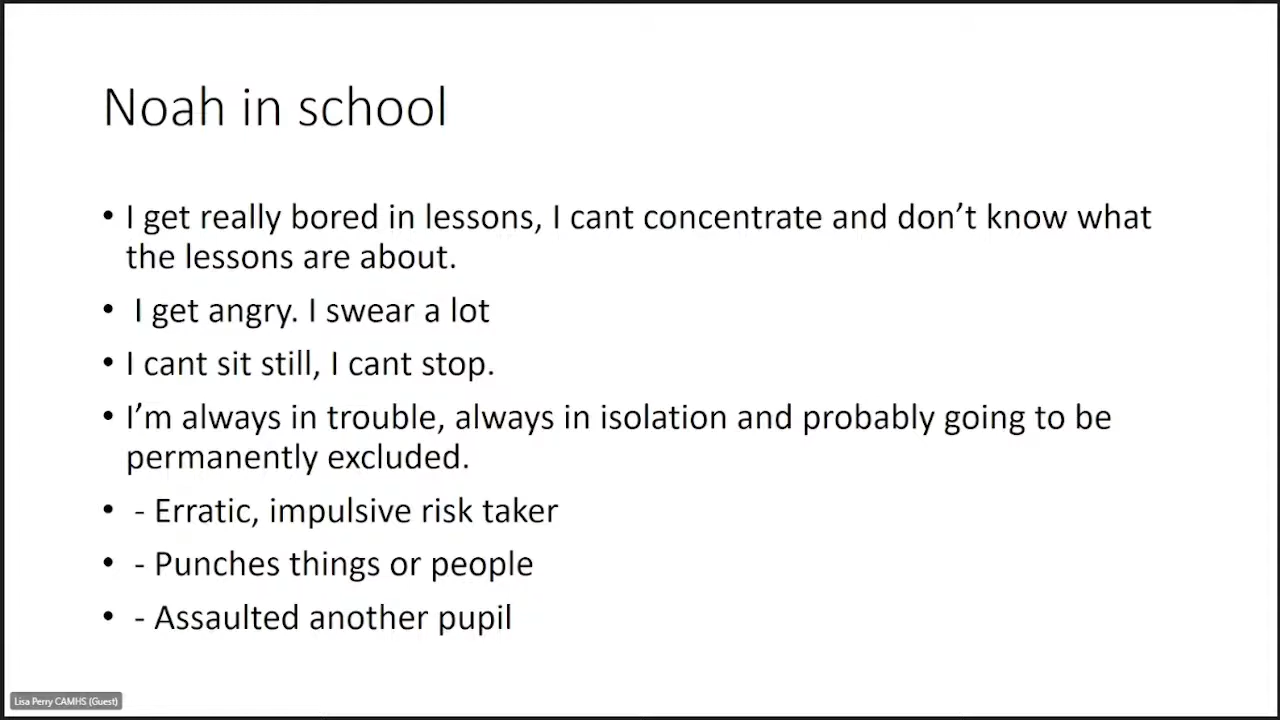 Noah in school
• I get really bored in lessons, I cant concentrate and don’t know what
the lessons are about.
• I get angry. I swear a lot
• I cant sit still, I cant stop.
• I’m always in trouble, always in isolation and probably going to be
permanently excluded.
• - Erratic, impulsive risk taker
• - Punches things or people
• - Assaulted another pupil
Lisa Perry CAMHS (Guest)